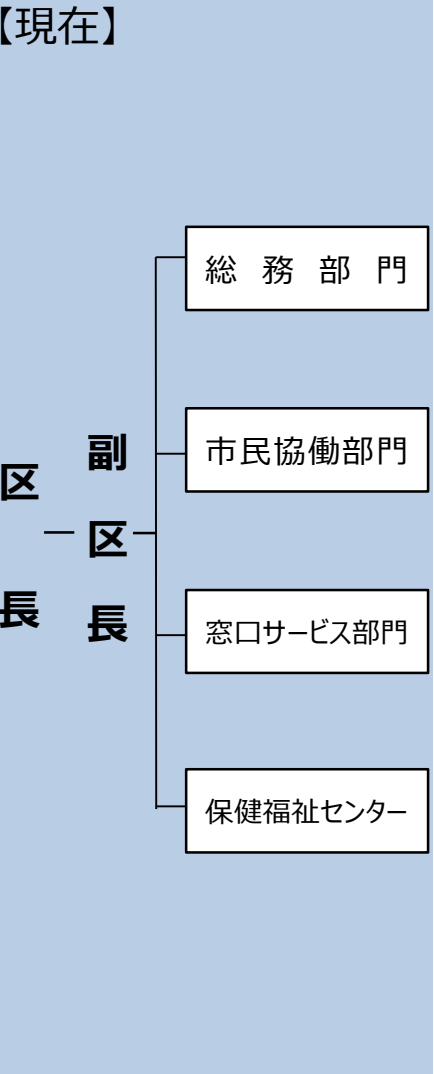 【現在】
区長
副区長
総務部門
市民協働部門
窓口サービス部門
保健福祉センター